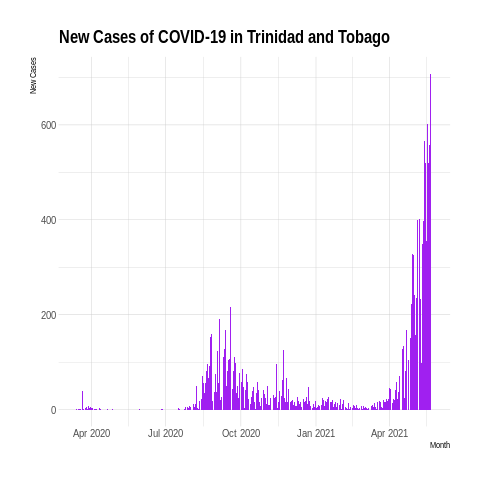 New Cases of COVID-19 in Trinidad and Tobago
New Cases
600
400
200
0
Apr 2020 Jul 2020 Oct 2020 Jan 2021 Apr 2021
Month